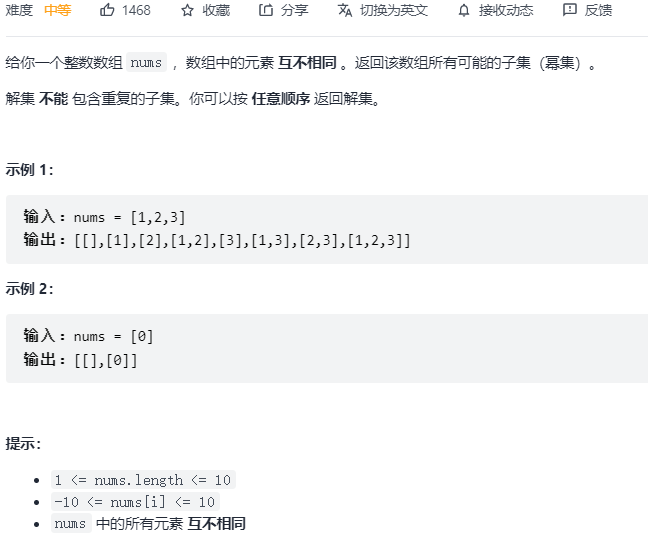 难度 中等 1468 收藏 分享 切换为英文 接收动态 反馈
给你一个整数数组 nums ，数组中的元素 互不相同 。返回该数组所有可能的子集（幂集）。
解集 不能 包含重复的子集。你可以按 任意顺序 返回解集。
示例 1：
输入：nums = [1,2,3]
输出：[[],[1],[2],[1,2],[3],[1,3],[2,3],[1,2,3]]
示例 2：
输入：nums = [0]
输出：[[],[0]]
提示：
1 <= nums.length <= 10
-10 <= nums[i] <= 10
nums 中的所有元素 互不相同